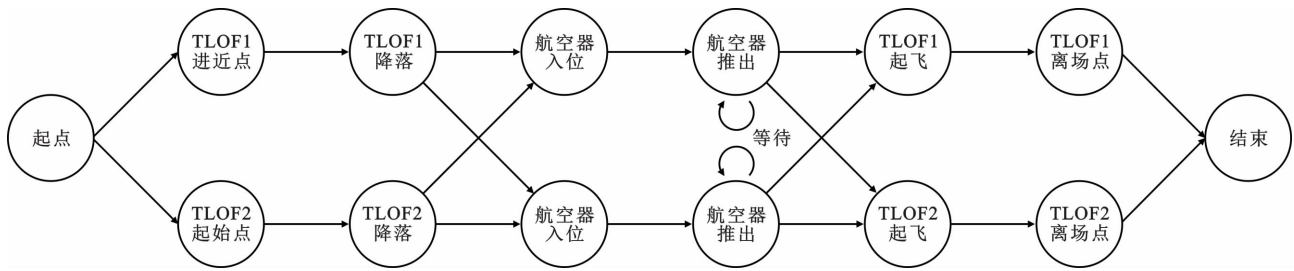 起点
TLOF1
进近点
TLOF1
降落
航空器
入位
航空器
推出
TLOF1
起飞
TLOF1
离场点
等待
TLOF2
起始点
TLOF2
降落
航空器
入位
航空器
推出
TLOF2
起飞
TLOF2
离场点
结束